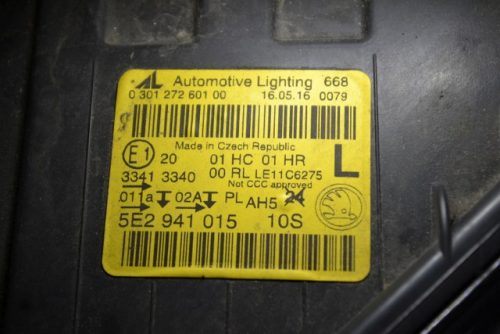 AL Automotive Lighting 668
0 301 272 601 00 16.05.16 0079
Made in Czech Republic
E1 20 01 HC 01 HR L
3341 3340 00 RL LE11C6275
Not CCC approved
011a 02A PL AH5 24
5E2 941 015 10S